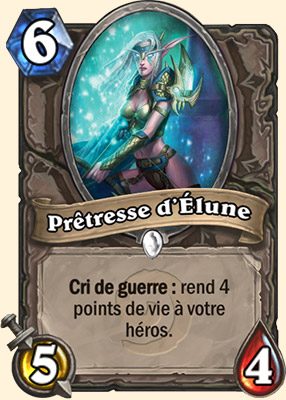 6
Prêtresse d'Élune
Cri de guerre : rend 4
points de vie à votre
héros.
5
4